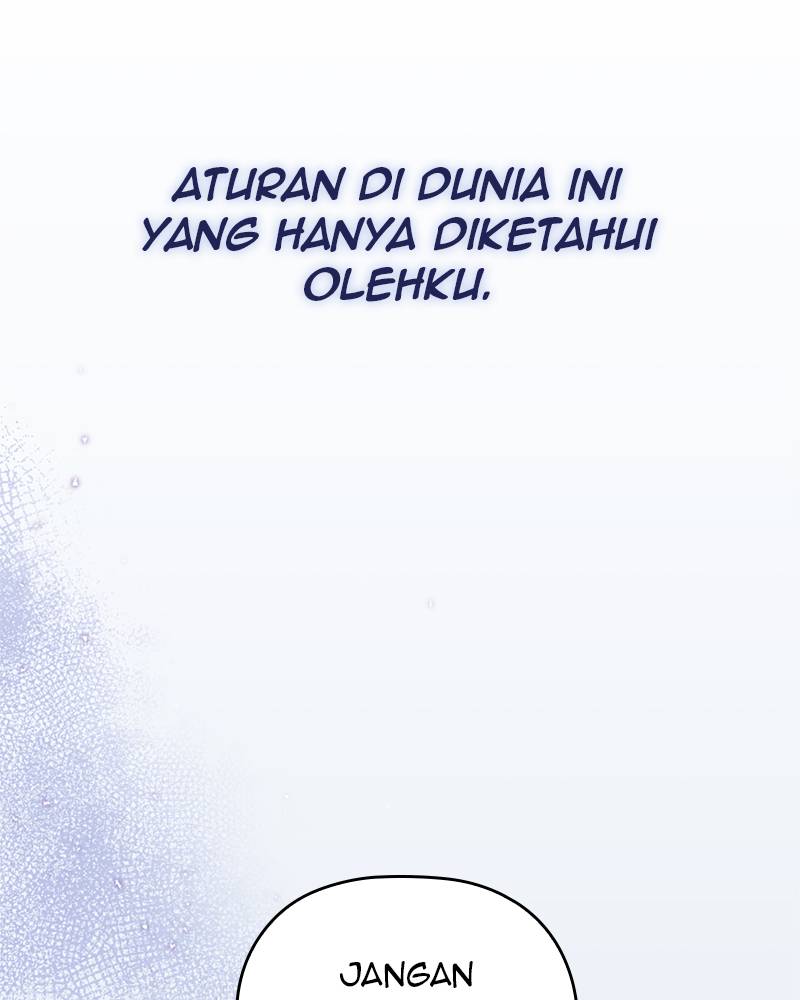 ATURAN DI DUNIA INI
YANG HANYA DIKETAHUI
OLEHKU.
JANGAN